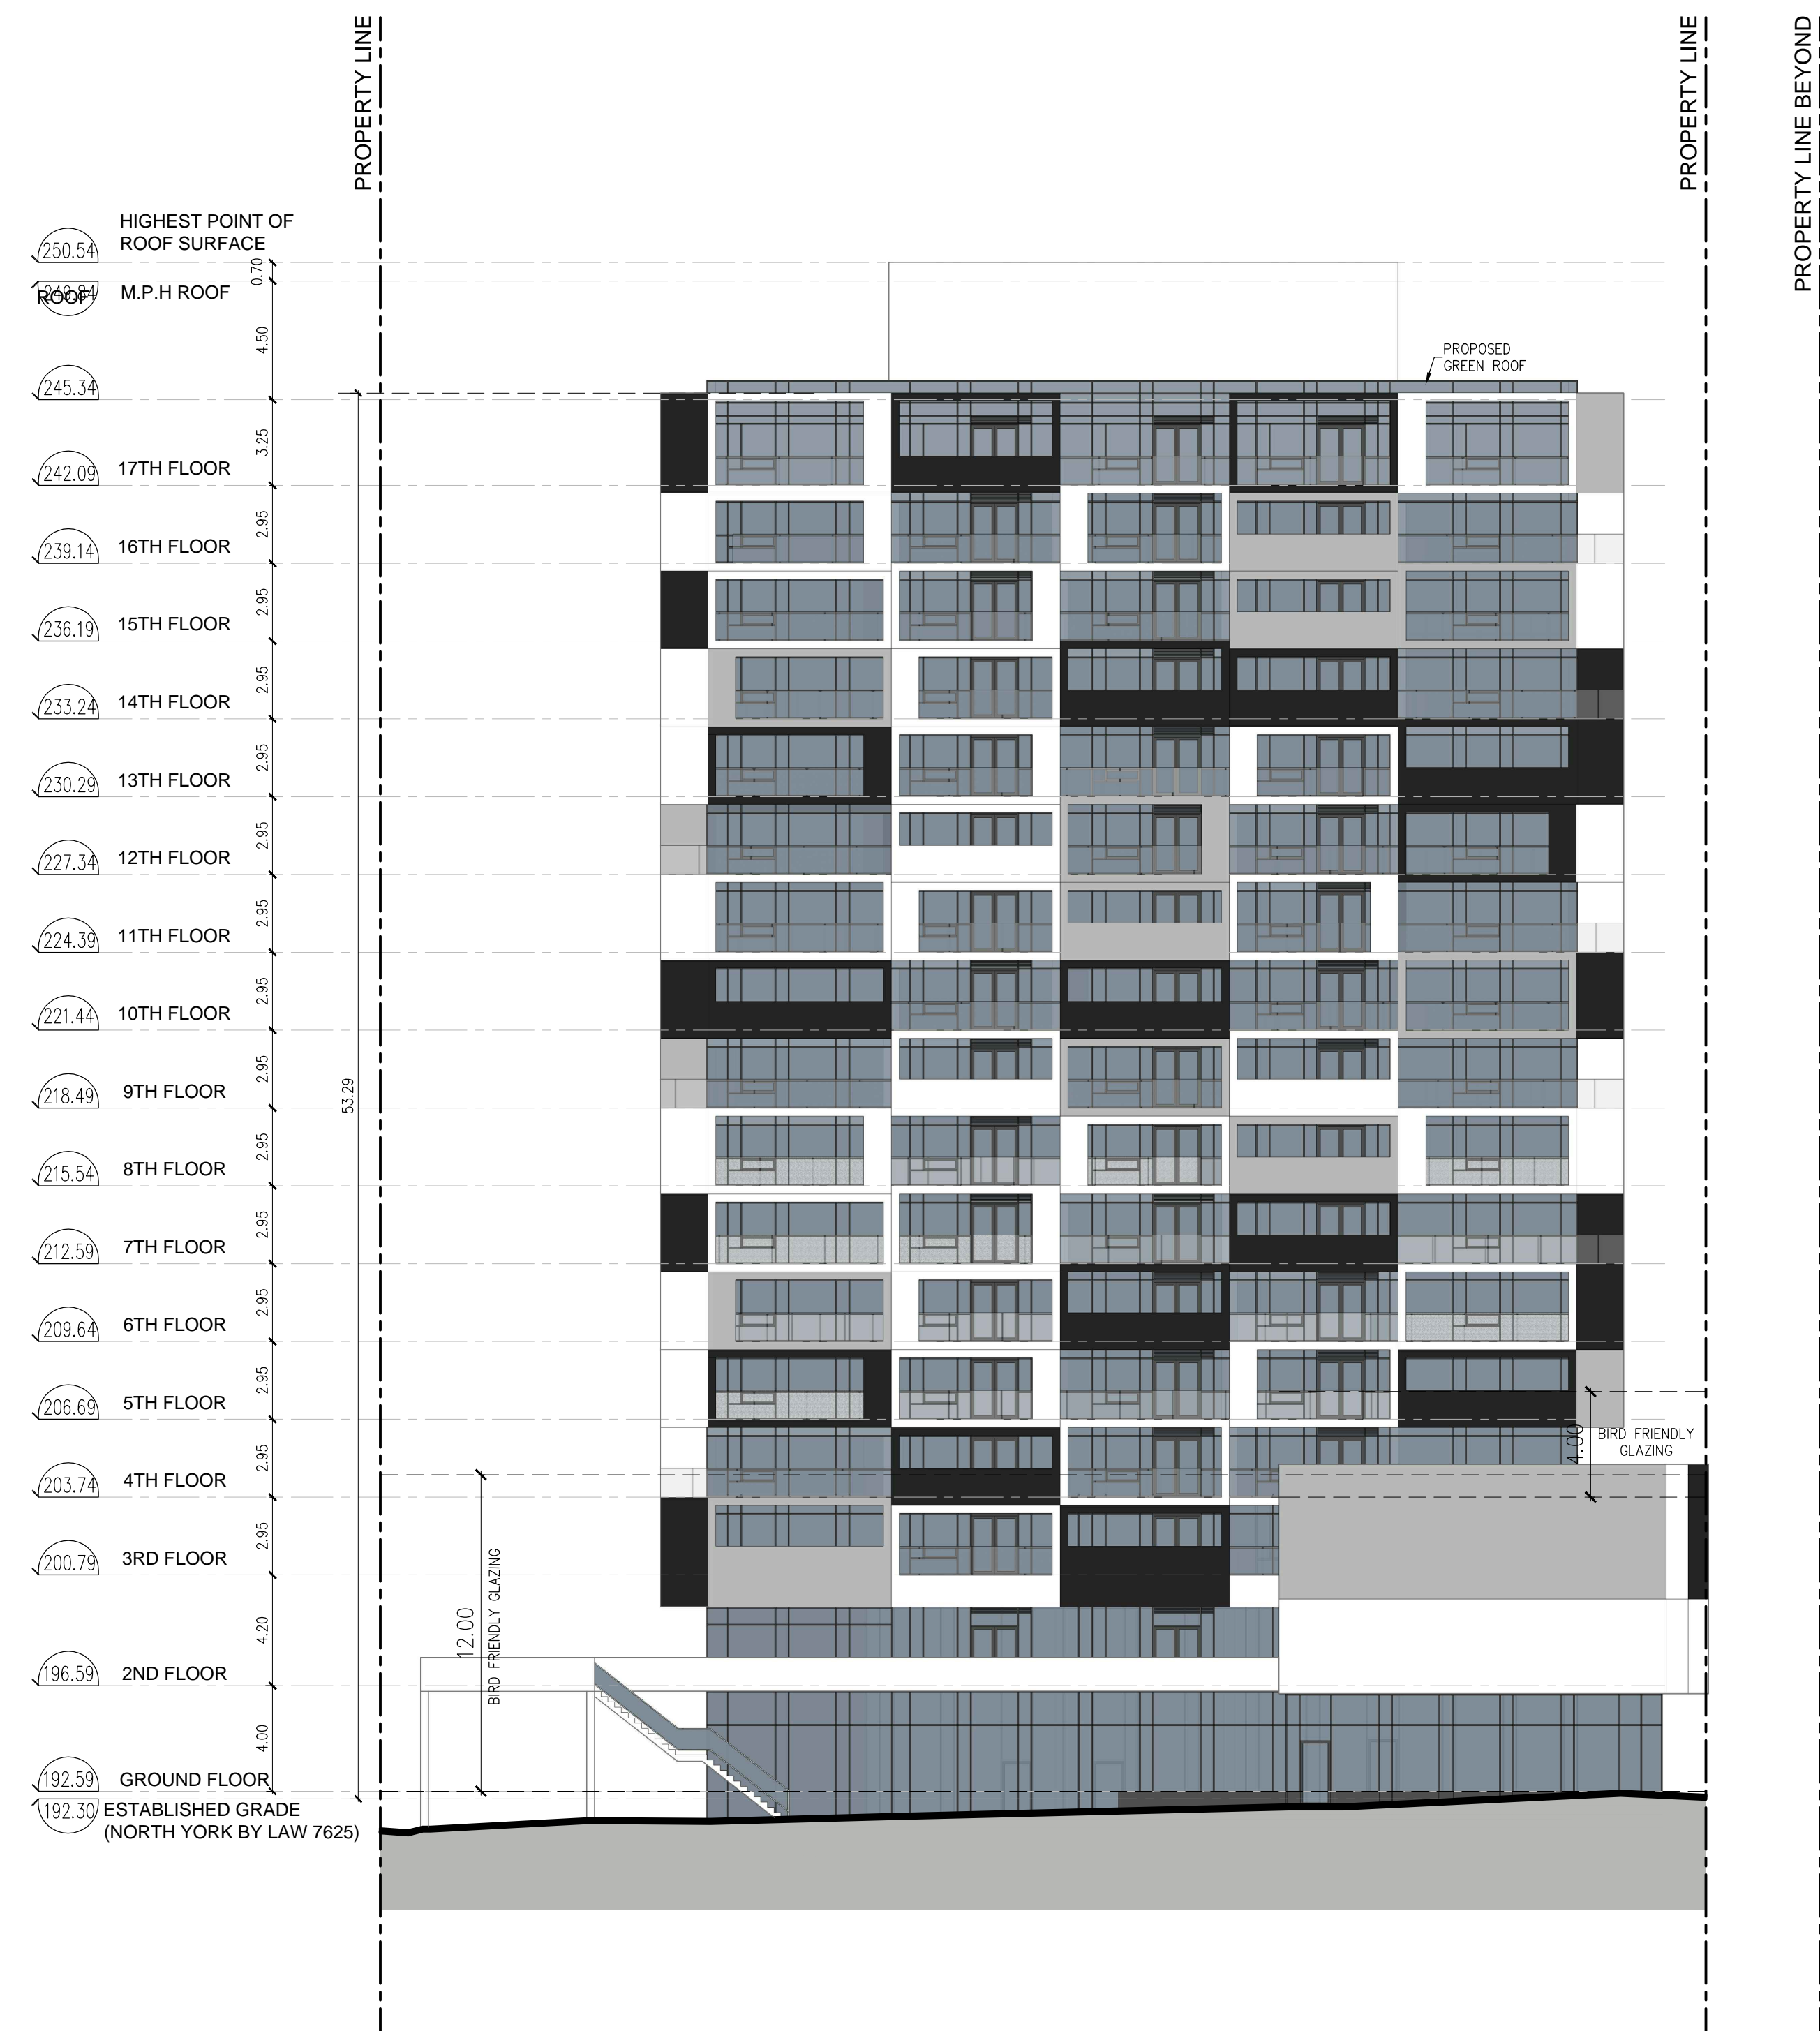 PROPERTY LINE
PROPERTY LINE
PROPERTY LINE BEYOND
250.54
HIGHEST POINT OF
ROOF SURFACE
0.70
ROOF
M.P.H ROOF
4.50
PROPOSED
GREEN ROOF
245.34
3.25
242.09
17TH FLOOR
2.95
239.14
16TH FLOOR
2.95
236.19
15TH FLOOR
2.95
233.24
14TH FLOOR
2.95
230.29
13TH FLOOR
2.95
227.34
12TH FLOOR
2.95
224.39
11TH FLOOR
2.95
221.44
10TH FLOOR
2.95
218.49
9TH FLOOR
53.29
2.95
215.54
8TH FLOOR
2.95
212.59
7TH FLOOR
2.95
209.64
6TH FLOOR
2.95
206.69
5TH FLOOR
4.00
BIRD FRIENDLY
GLAZING
2.95
203.74
4TH FLOOR
2.95
200.79
3RD FLOOR
12.00
BIRD FRIENDLY GLAZING
4.20
196.59
2ND FLOOR
4.00
192.59
GROUND FLOOR
192.30
ESTABLISHED GRADE
(NORTH YORK BY LAW 7625)